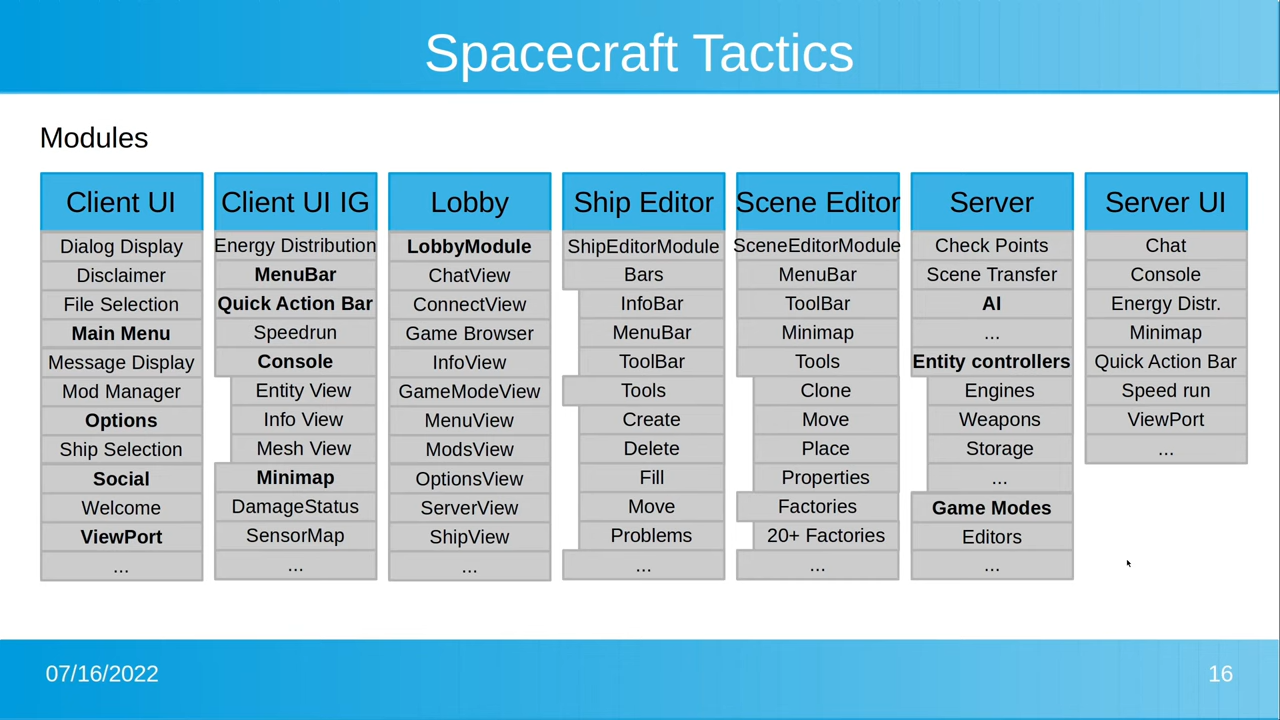 Spacecraft Tactics
Modules
Client UI
Dialog Display
Disclaimer
File Selection
Main Menu
Message Display
Mod Manager
Options
Ship Selection
Social
Welcome
ViewPort
...
Client UI IG
Energy Distribution
MenuBar
Quick Action Bar
Speedrun
Console
Entity View
Info View
Mesh View
Minimap
DamageStatus
SensorMap
...
Lobby
LobbyModule
ChatView
ConnectView
Game Browser
InfoView
GameModeView
MenuView
ModsView
OptionsView
ServerView
ShipView
...
Ship Editor
ShipEditorModule
Bars
InfoBar
MenuBar
ToolBar
Tools
Create
Delete
Fill
Move
Problems
...
Scene Editor
SceneEditorModule
MenuBar
ToolBar
Minimap
Tools
Clone
Move
Place
Properties
Factories
20+ Factories
...
Server
Check Points
Scene Transfer
AI
...
Entity controllers
Engines
Weapons
Storage
...
Game Modes
Editors
...
Server UI
Chat
Console
Energy Distr.
Minimap
Quick Action Bar
Speed run
ViewPort
...
07/16/2022
16